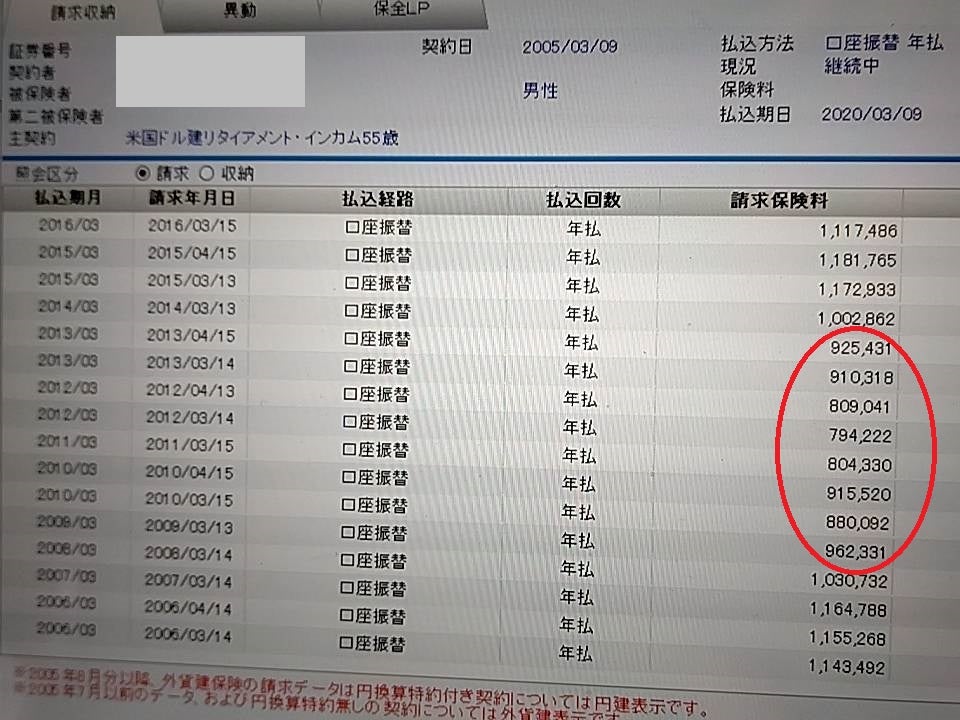 請求収納 異動 保全LP
証券番号 契約日 2005/03/09 払込方法 口座振替 年払
契約者 現況 継続中
被保険者 男性 保険料
第二被保険者 払込期日 2020/03/09
主契約 米国ドル建リタイアメント・インカム55歳
照会区分 請求 収納
払込期月 請求年月日 払込経路 払込回数 請求保険料
2016/03 2016/03/15 口座振替 年払 1,117,486
2015/03 2015/04/15 口座振替 年払 1,181,765
2015/03 2015/03/13 口座振替 年払 1,172,933
2014/03 2014/03/13 口座振替 年払 1,002,862
2013/03 2013/04/15 口座振替 年払 925,431
2013/03 2013/03/14 口座振替 年払 910,318
2012/03 2012/04/13 口座振替 年払 809,041
2012/03 2012/03/14 口座振替 年払 794,222
2011/03 2011/03/15 口座振替 年払 804,330
2010/03 2010/04/15 口座振替 年払 915,520
2010/03 2010/03/15 口座振替 年払 880,092
2009/03 2009/03/13 口座振替 年払 962,331
2008/03 2008/03/14 口座振替 年払 1,030,732
2007/03 2007/03/14 口座振替 年払 1,164,788
2006/03 2006/04/14 口座振替 年払 1,155,268
2006/03 2006/03/14 口座振替 年払 1,143,492
※2005年8月分以降、外貨建保険の請求データは円換算特約付き契約については円建表示です。
※2005年7月以前のデータ、および円換算特約無しの契約については外貨建表示です。